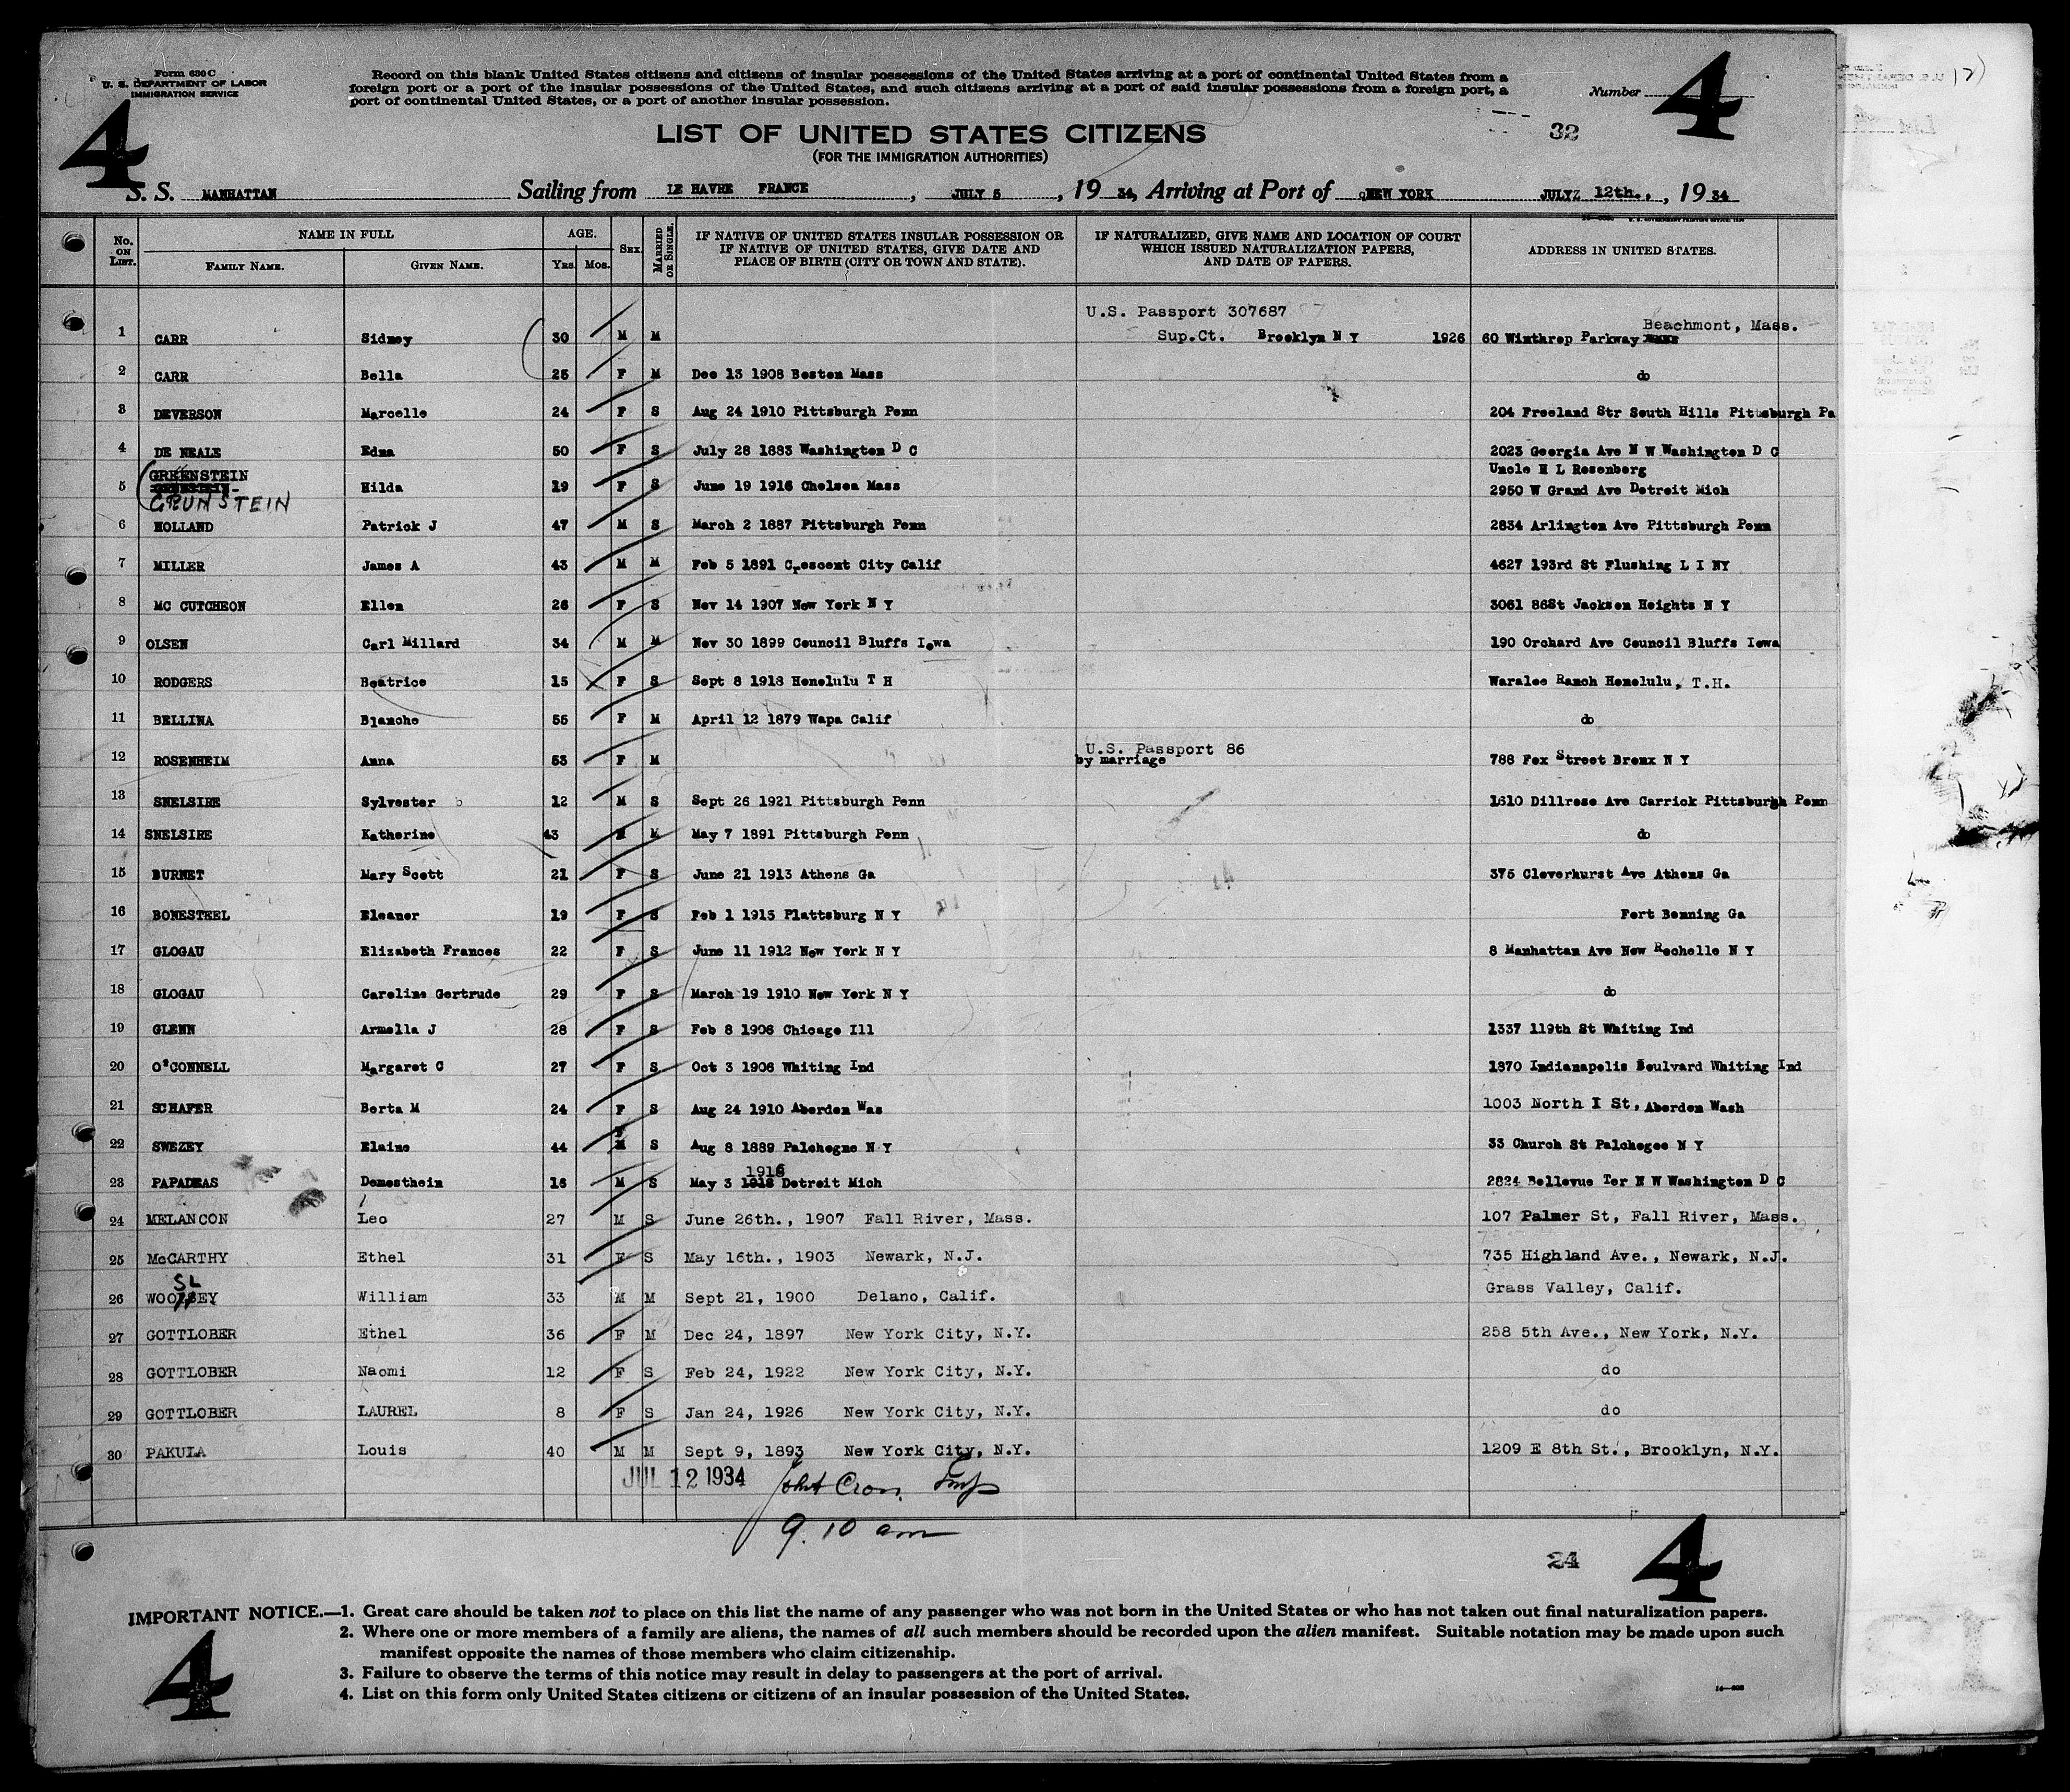 Form 630 C
U. S. DEPARTMENT OF LABOR
IMMIGRATION SERVICE
Record on this blank United States citizens and citizens of insular possessions of the United States arriving at a port of continental United States from a
foreign port or a port of the insular possessions of the United States, and such citizens arriving at a port of said insular possessions from a foreign port, a
port of continental United States, or a port of another insular possession.
Number
4
4
32
LIST OF UNITED STATES CITIZENS
(FOR THE IMMIGRATION AUTHORITIES)
S. S. MANHATTAN Sailing from LE HAVRE FRANCE, JULY 5, 19 34, Arriving at Port of NEW YORK JULY 12th., , 19 34
No. ON LIST. NAME IN FULL FAMILY NAME. GIVEN NAME. AGE. YRS. MOS. SEX. MARRIED OR SINGLE. IF NATIVE OF UNITED STATES INSULAR POSSESSION OR IF NATIVE OF UNITED STATES, GIVE DATE AND PLACE OF BIRTH (CITY OR TOWN AND STATE). IF NATURALIZED, GIVE NAME AND LOCATION OF COURT WHICH ISSUED NATURALIZATION PAPERS, AND DATE OF PAPERS. ADDRESS IN UNITED STATES.
U.S. Passport 307687
Beachmont, Mass.
1 CARR Sidney 30 M M Sup.Ct. Brooklyn N Y 1926 60 Winthrop Parkway
2 CARR Bella 25 F M Dec 13 1908 Boston Mass do
3 DEVERSON Marcelle 24 F S Aug 24 1910 Pittsburgh Penn 204 Freeland Str South Hills Pittsburgh Pa
4 DE NEALE Edna 50 F S July 28 1883 Washington D C 2023 Georgia Ave N W Washington D C
GREENSTEIN Uncle H L Rosenberg
5 Hilda 19 F S June 19 1916 Chelsea Mass 2950 W Grand Ave Detroit Mich
GRUNSTEIN
6 HOLLAND Patrick J 47 M S March 2 1887 Pittsburgh Penn 2834 Arlington Ave Pittsburgh Penn
7 MILLER James A 43 M M Feb 5 1891 Crescent City Calif 4627 193rd St Flushing L I NY
8 MC CUTCHEON Ellen 26 F S Nov 14 1907 New York N Y 3061 86St Jackson Heights N Y
9 OLSEN Carl Millard 34 M M Nov 30 1899 Council Bluffs Iowa 190 Orchard Ave Council Bluffs Iowa
10 RODGERS Beatrice 15 F S Sept 8 1918 Honolulu T H Waralee Ranch Honolulu, T.H.
11 BELLINA Blanche 55 F M April 12 1879 Wapa Calif do
U.S. Passport 86
12 ROSENHEIM Anna 53 F M by marriage 788 Fox Street Bronx N Y
13 SNELSIRE Sylvester 12 M S Sept 26 1921 Pittsburgh Penn 1610 Dillrose Ave Carrick Pittsburgh Penn
14 SNELSIRE Katherine 43 M May 7 1891 Pittsburgh Penn do
15 BURNET Mary Scott 21 F S June 21 1913 Athens Ga 375 Cloverhurst Ave Athens Ga
16 BONESTEEL Eleanor 19 F S Feb 1 1915 Plattsburg N Y Fort Benning Ga
17 GLOGAU Elizabeth Frances 22 F S June 11 1912 New York N Y 8 Manhattan Ave New Rochelle N Y
18 GLOGAU Caroline Gertrude 29 F S March 19 1910 New York N Y do
19 GLENN Armella J 28 F S Feb 8 1906 Chicago Ill 1337 119th St Whiting Ind
20 O'CONNELL Margaret C 27 F S Oct 3 1906 Whiting Ind 1870 Indianapolis Boulvard Whiting Ind
21 SCHAFER Berta M 24 F S Aug 24 1910 Aberden Was 1003 North I St, Aberden Wash
F
22 SWEZEY Elaine 44 M S Aug 8 1889 Palchogne N Y 33 Church St Palchogee N Y
1916
23 PAPADEAS Demosthein 16 M S May 3 1918 Detroit Mich 2824 Bellevue Ter N W Washington D C
24 MELANCON Leo 27 M S June 26th., 1907 Fall River, Mass. 107 Palmer St, Fall River, Mass.
25 McCARTHY Ethel 31 F S May 16th., 1903 Newark, N.J. 735 Highland Ave., Newark, N.J.
SL
26 WOOLSEY William 33 M M Sept 21, 1900 Delano, Calif. Grass Valley, Calif.
27 GOTTLOBER Ethel 36 F M Dec 24, 1897 New York City, N.Y. 258 5th Ave., New York, N.Y.
28 GOTTLOBER Naomi 12 F S Feb 24, 1922 New York City, N.Y. do
29 GOTTLOBER LAUREL 8 F S Jan 24, 1926 New York City, N.Y. do
30 PAKULA Louis 40 M M Sept 9, 1893 New York City, N.Y. 1209 E 8th St., Brooklyn, N.Y.
JUL 12 1934
9.10 am
24
4
IMPORTANT NOTICE.—1. Great care should be taken not to place on this list the name of any passenger who was not born in the United States or who has not taken out final naturalization papers.
2. Where one or more members of a family are aliens, the names of all such members should be recorded upon the alien manifest. Suitable notation may be made upon such
manifest opposite the names of those members who claim citizenship.
3. Failure to observe the terms of this notice may result in delay to passengers at the port of arrival.
4. List on this form only United States citizens or citizens of an insular possession of the United States.
4